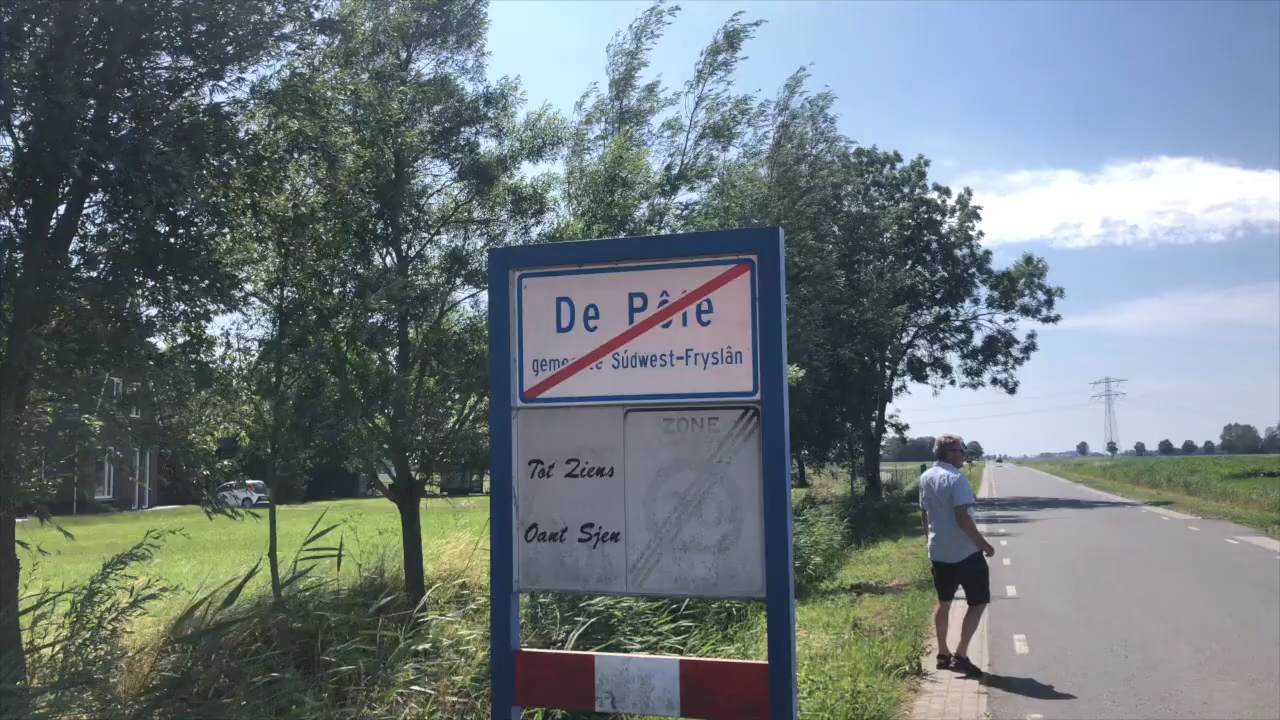 De Pôle
gemeente Súdwest-Fryslân
ZONE
Tot Ziens
Oant Sjen